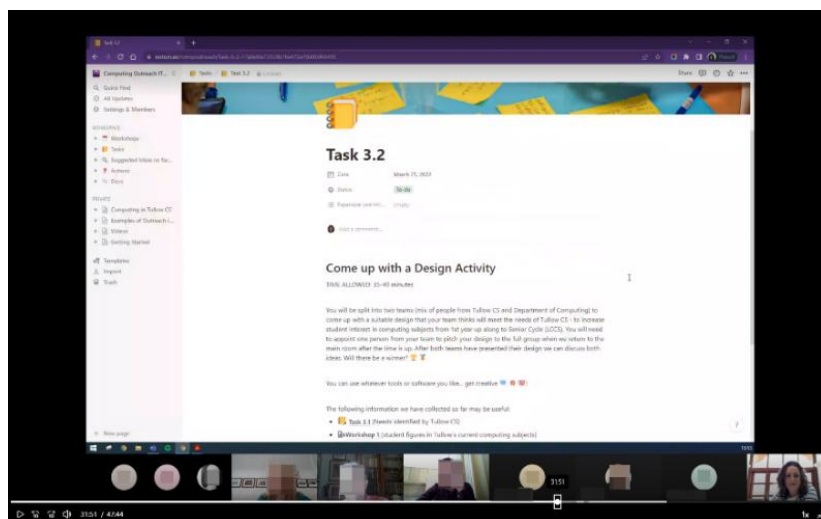 Task 3.2
Computing Outreach IT...
Tasks / Task 3.2
Share
Quick Find
All Updates
Settings & Members
Workshops
Tasks
Actions
Computing in Tullow CS
Examples of Outreach i...
Videos
Getting Started
Templates
Import
Trash
New page
Task 3.2
Date March 25, 2022
Status To do
Empty
Add a comment...
Come up with a Design Activity
TIME ALLOWED: 35-40 minutes
You will be split into two teams (mix of people from Tullow CS and Department of Computing) to
come up with a suitable design that your team thinks will meet the needs of Tullow CS - to increase
student interest in computing subjects from 1st year up along to Senior Cycle (LCCS). You will need
to appoint one person from your team to pitch your design to the full group when we return to the
main room after the time is up. After both teams have presented their design we can discuss both
ideas. Will there be a winner?
You can use whatever tools or software you like... get creative
The following information we have collected so far may be useful:
Task 3.1 (Needs identified by Tullow CS)
Workshop 1 (student figures in Tullow's current computing subjects)
31:51
31:51 / 47:44
1x